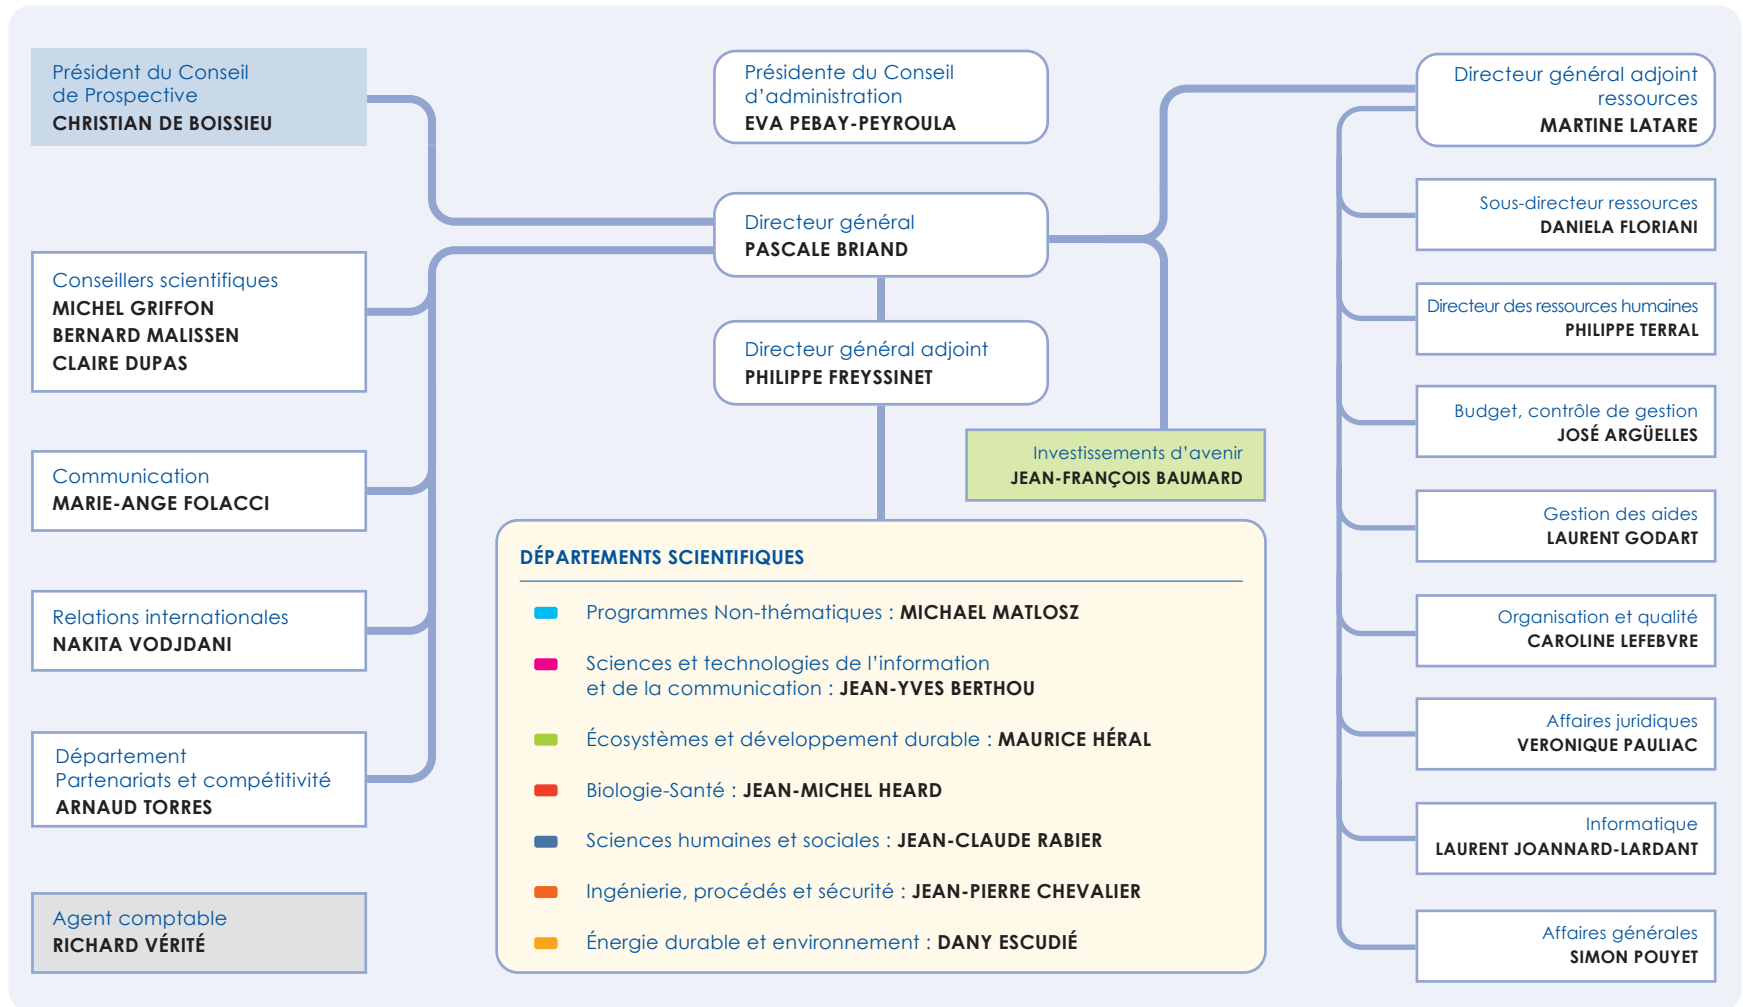 Président du Conseil
de Prospective
CHRISTIAN DE BOISSIEU
Présidente du Conseil
d’administration
EVA PEBAY-PEYROULA
Directeur général adjoint
ressources
MARTINE LATARE
Directeur général
PASCALE BRIAND
Directeur général adjoint
PHILIPPE FREYSSINET
Conseillers scientifiques
MICHEL GRIFFON
BERNARD MALISSEN
CLAIRE DUPAS
Communication
MARIE-ANGE FOLACCI
Relations internationales
NAKITA VODJDANI
Département
Partenariats et compétitivité
ARNAUD TORRES
Agent comptable
RICHARD VÉRITÉ
Investissements d’avenir
JEAN-FRANÇOIS BAUMARD
DÉPARTEMENTS SCIENTIFIQUES
Programmes Non-thématiques : MICHAEL MATLOSZ
Sciences et technologies de l’information
et de la communication : JEAN-YVES BERTHOU
Écosystèmes et développement durable : MAURICE HÉRAL
Biologie-Santé : JEAN-MICHEL HEARD
Sciences humaines et sociales : JEAN-CLAUDE RABIER
Ingénierie, procédés et sécurité : JEAN-PIERRE CHEVALIER
Énergie durable et environnement : DANY ESCUDIÉ
Sous-directeur ressources
DANIELA FLORIANI
Directeur des ressources humaines
PHILIPPE TERRAL
Budget, contrôle de gestion
JOSÉ ARGÜELLES
Gestion des aides
LAURENT GODART
Organisation et qualité
CAROLINE LEFEBVRE
Affaires juridiques
VERONIQUE PAULIAC
Informatique
LAURENT JOANNARD-LARDANT
Affaires générales
SIMON POUYET